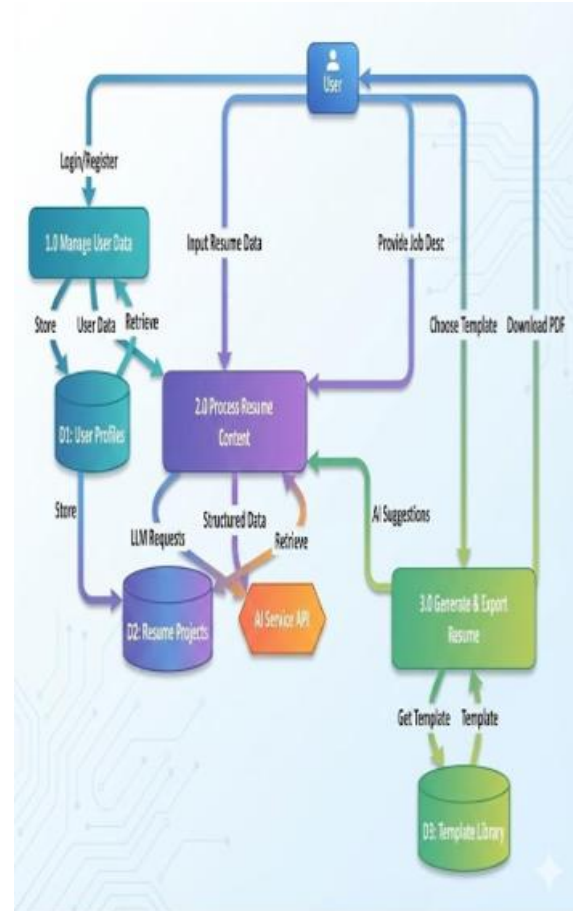 User
Login/Register
1.0 Manage User Data
Input Resume Data
Provide Job Desc
Choose Template
Download PDF
Store
User Data
Retrieve
D1: User Profiles
2.0 Process Resume
Content
Store
LLM Requests
Structured Data
Retrieve
AI Suggestions
D2: Resume Projects
AI Service API
3.0 Generate & Export
Resume
Get Template
Template
D3: Template Library